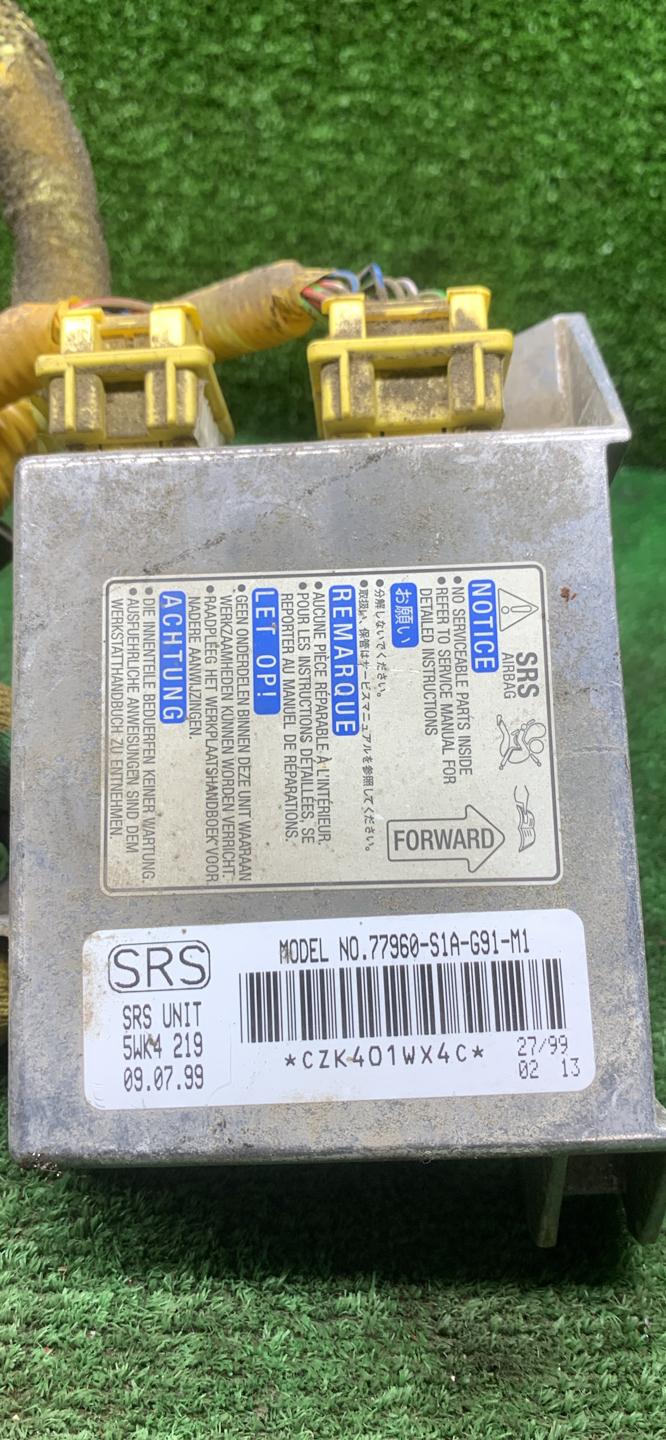 SRS
AIRBAG
NOTICE
• NO SERVICEABLE PARTS INSIDE
• REFER TO SERVICE MANUAL FOR
DETAILED INSTRUCTIONS
FORWARD
お願い
• 分解しないでください。
• 取扱い、保管はサービスマニュアルを参照してください。
REMARQUE
• AUCUNE PIÈCE RÉPARABLE À L'INTÉRIEUR.
• POUR LES INSTRUCTIONS DÉTAILLÉES, SE
REPORTER AU MANUEL DE RÉPARATIONS.
LET OP!
• GEEN ONDERDELEN BINNEN DEZE UNIT WAARAAN
WERKZAAMHEDEN KUNNEN WORDEN VERRICHT.
• RAADPLEEG HET WERKPLAATSHANDBOEK VOOR
NADERE AANWIJZINGEN.
ACHTUNG
• DIE INNENTEILE BEDUERFEN KEINER WARTUNG.
• AUSFUEHRLICHE ANWEISUNGEN SIND DEM
WERKSTATTHANDBUCH ZU ENTNEHMEN.
SRS
MODEL NO.77960-S1A-G91-M1
SRS UNIT
5WK4 219
09.07.99
*CZK401WX4C*
27/99
02 13